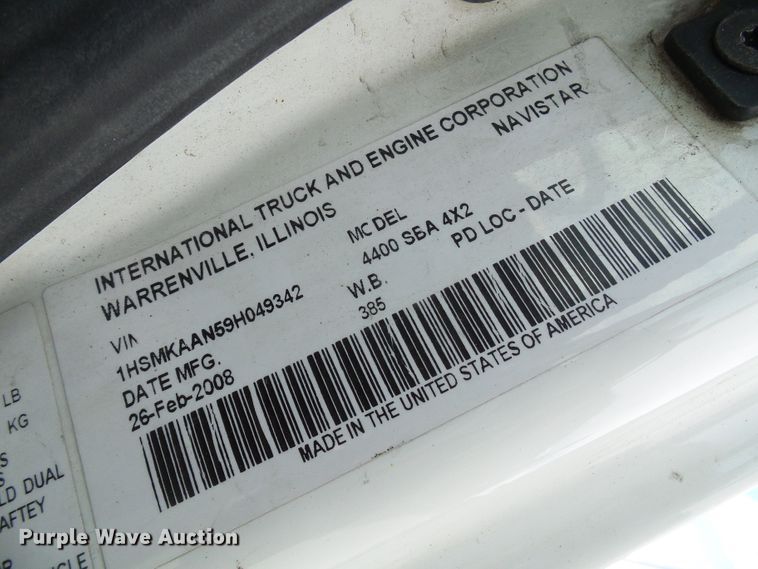 INTERNATIONAL TRUCK AND ENGINE CORPORATION
WARRENVILLE, ILLINOIS
NAVISTAR
VIN
MODEL
1HSMKAAN59H049342
4400 SBA 4X2
DATE MFG.
W.B.
PD LOC - DATE
26-Feb-2008
385
MADE IN THE UNITED STATES OF AMERICA
LB
KG
S
S
LD DUAL
AFTEY
OR
ICLE
Purple Wave Auction